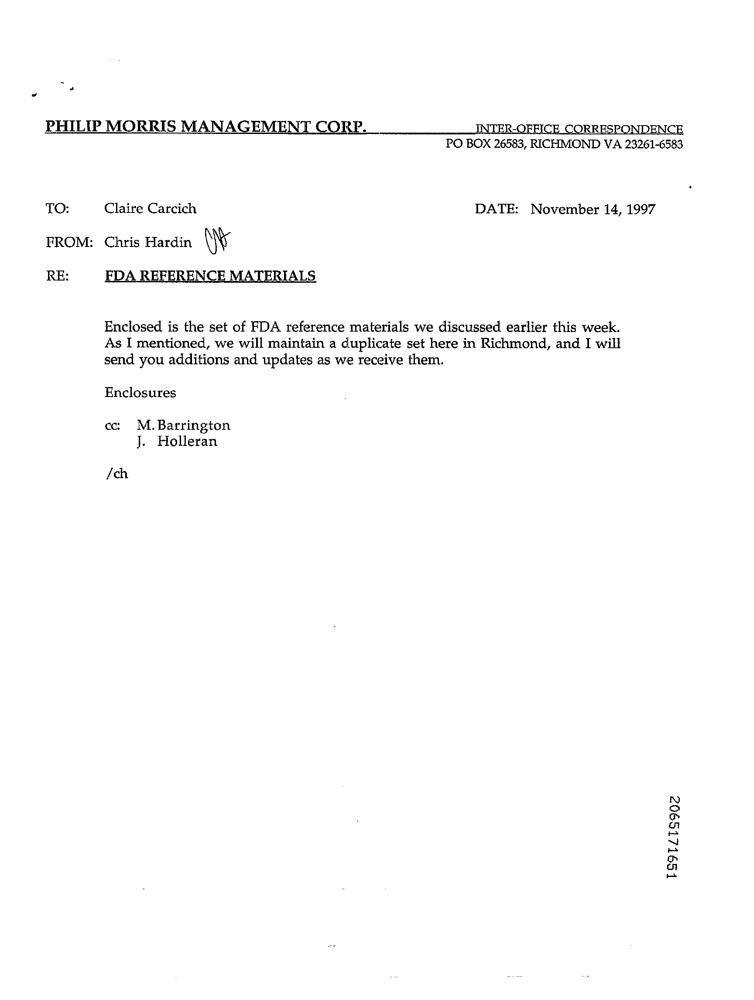 PHILIP MORRIS MANAGEMENT CORP. INTER-OFFICE CORRESPONDENCE
PO BOX 26583, RICHMOND VA 23261-6583
TO: Claire Carcich DATE: November 14, 1997
FROM: Chris Hardin
RE: FDA REFERENCE MATERIALS
Enclosed is the set of FDA reference materials we discussed earlier this week.
As I mentioned, we will maintain a duplicate set here in Richmond, and I will
send you additions and updates as we receive them.
Enclosures
cc: M. Barrington
J. Holleran
/ch
2065171651